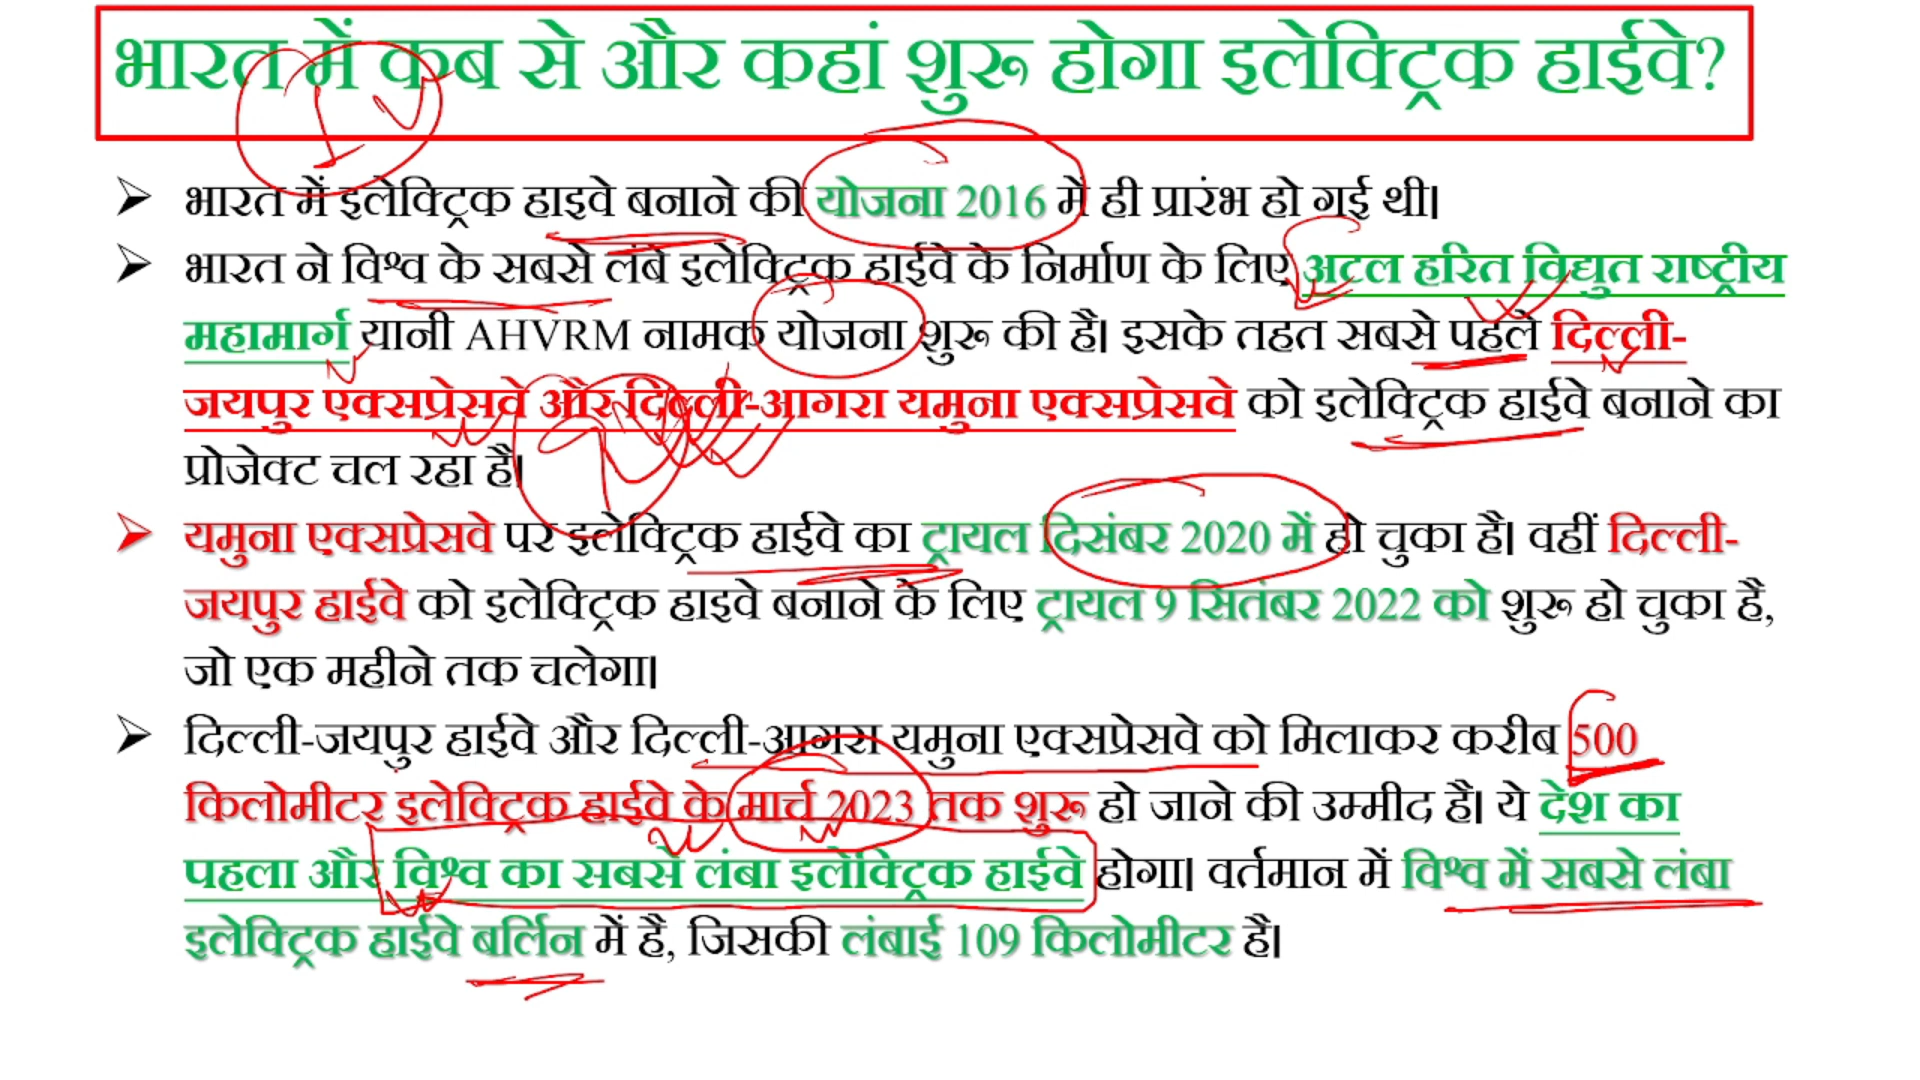 भारत में कब से और कहां शुरू होगा इलेक्ट्रिक हाईवे?
भारत में इलेक्ट्रिक हाइवे बनाने की योजना 2016 में ही प्रारंभ हो गई थी।
भारत ने विश्व के सबसे लंबे इलेक्ट्रिक हाईवे के निर्माण के लिए अटल हरित विद्युत राष्ट्रीय
महामार्ग यानी AHVRM नामक योजना शुरू की है। इसके तहत सबसे पहले दिल्ली-
जयपुर एक्सप्रेसवे और दिल्ली-आगरा यमुना एक्सप्रेसवे को इलेक्ट्रिक हाईवे बनाने का
प्रोजेक्ट चल रहा है।
यमुना एक्सप्रेसवे पर इलेक्ट्रिक हाईवे का ट्रायल दिसंबर 2020 में हो चुका है। वहीं दिल्ली-
जयपुर हाईवे को इलेक्ट्रिक हाइवे बनाने के लिए ट्रायल 9 सितंबर 2022 को शुरू हो चुका है,
जो एक महीने तक चलेगा।
दिल्ली-जयपुर हाईवे और दिल्ली-आगरा यमुना एक्सप्रेसवे को मिलाकर करीब 500
किलोमीटर इलेक्ट्रिक हाईवे के मार्च 2023 तक शुरू हो जाने की उम्मीद है। ये देश का
पहला और विश्व का सबसे लंबा इलेक्ट्रिक हाईवे होगा। वर्तमान में विश्व में सबसे लंबा
इलेक्ट्रिक हाईवे बर्लिन में है, जिसकी लंबाई 109 किलोमीटर है।